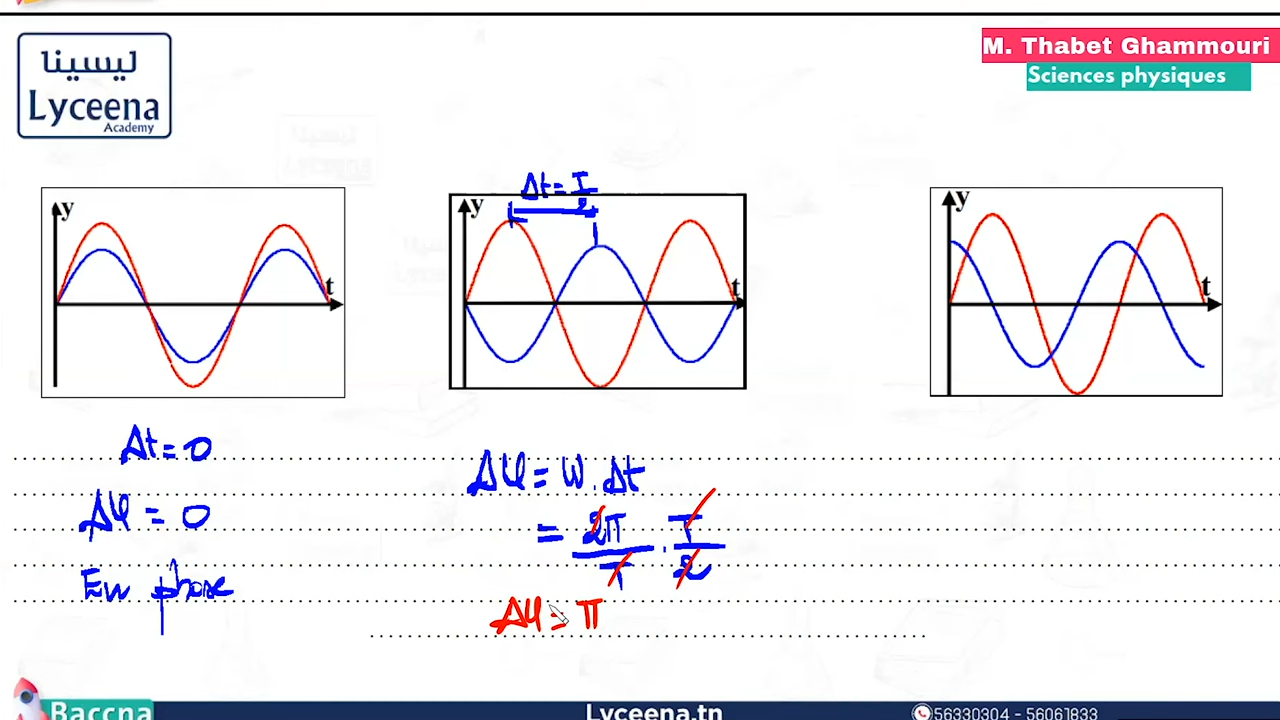 ليسينا
Lyceena
Academy
M. Thabet Ghammouri
Sciences physiques
y
t
Δt = T/2
y
t
y
t
Δt = 0
Δφ = 0
En phase
Δφ = ω . Δt
= 2π/T . T/2
Δφ = π
Baccna
Lyceena.tn
56330304 - 56061833